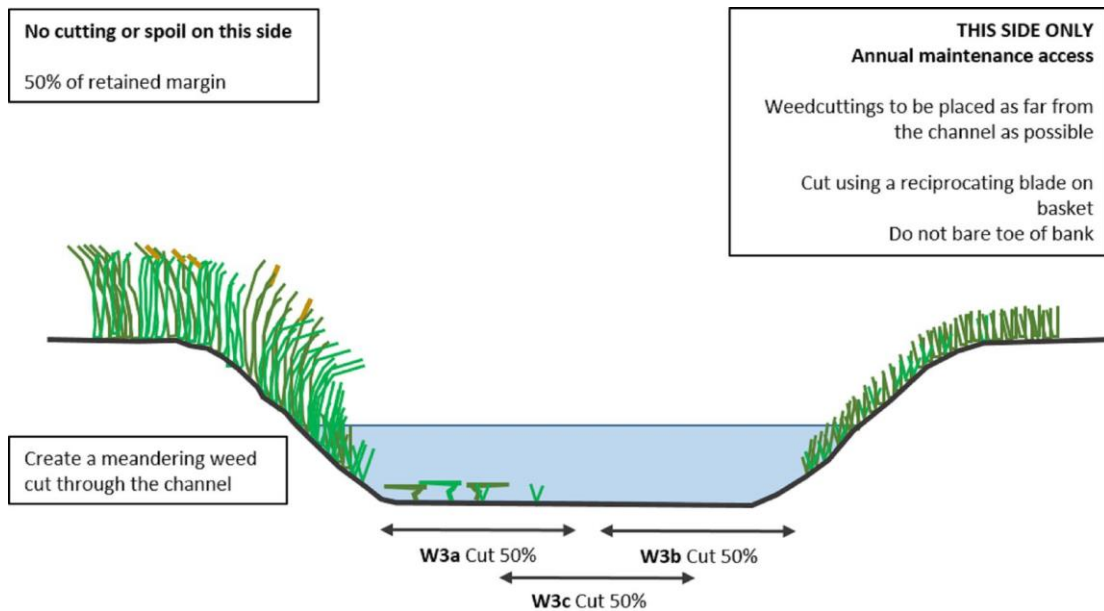 No cutting or spoil on this side
50% of retained margin
THIS SIDE ONLY
Annual maintenance access
Weedcuttings to be placed as far from
the channel as possible
Cut using a reciprocating blade on
basket
Do not bare toe of bank
Create a meandering weed
cut through the channel
W3a Cut 50%
W3b Cut 50%
W3c Cut 50%